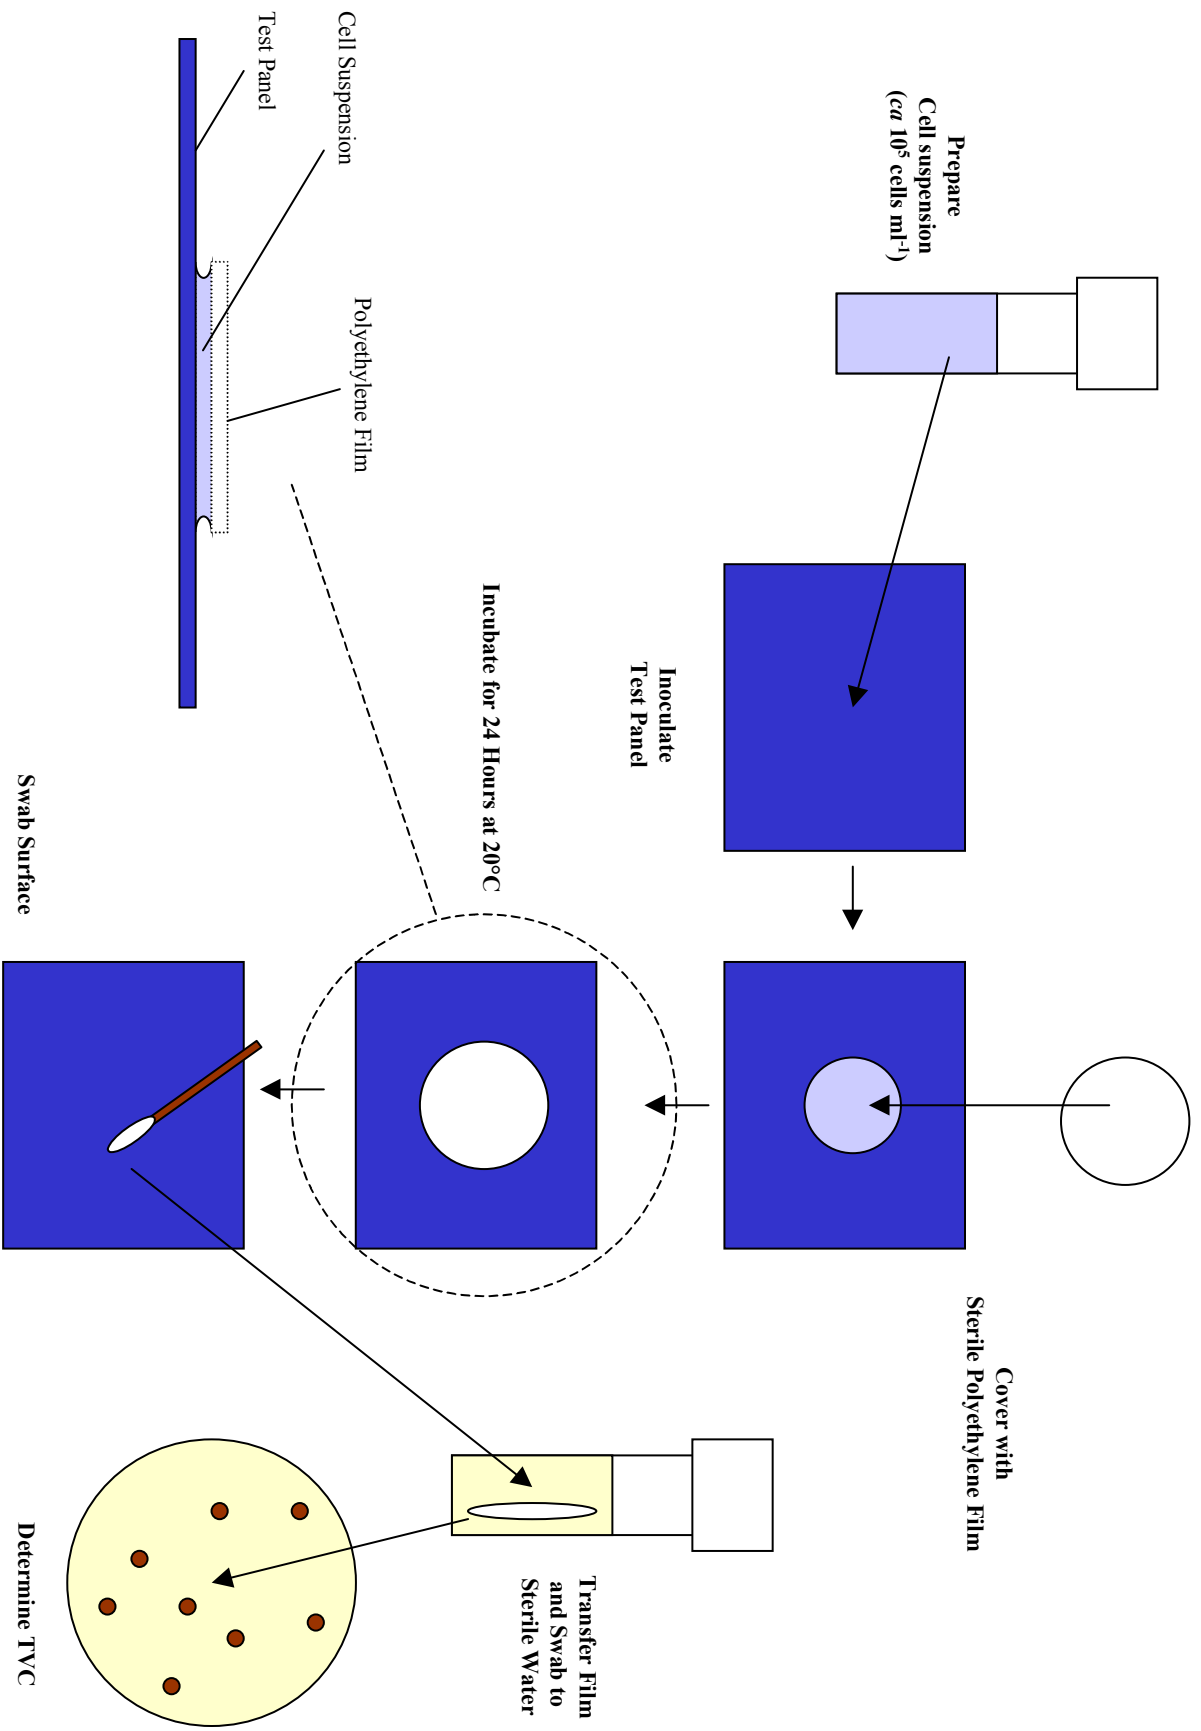 Prepare
Cell suspension
(ca 10⁵ cells ml⁻¹)
Inoculate
Test Panel
Cover with
Sterile Polyethylene Film
Incubate for 24 Hours at 20°C
Polyethylene Film
Cell Suspension
Test Panel
Swab Surface
Transfer Film
and Swab to
Sterile Water
Determine TVC